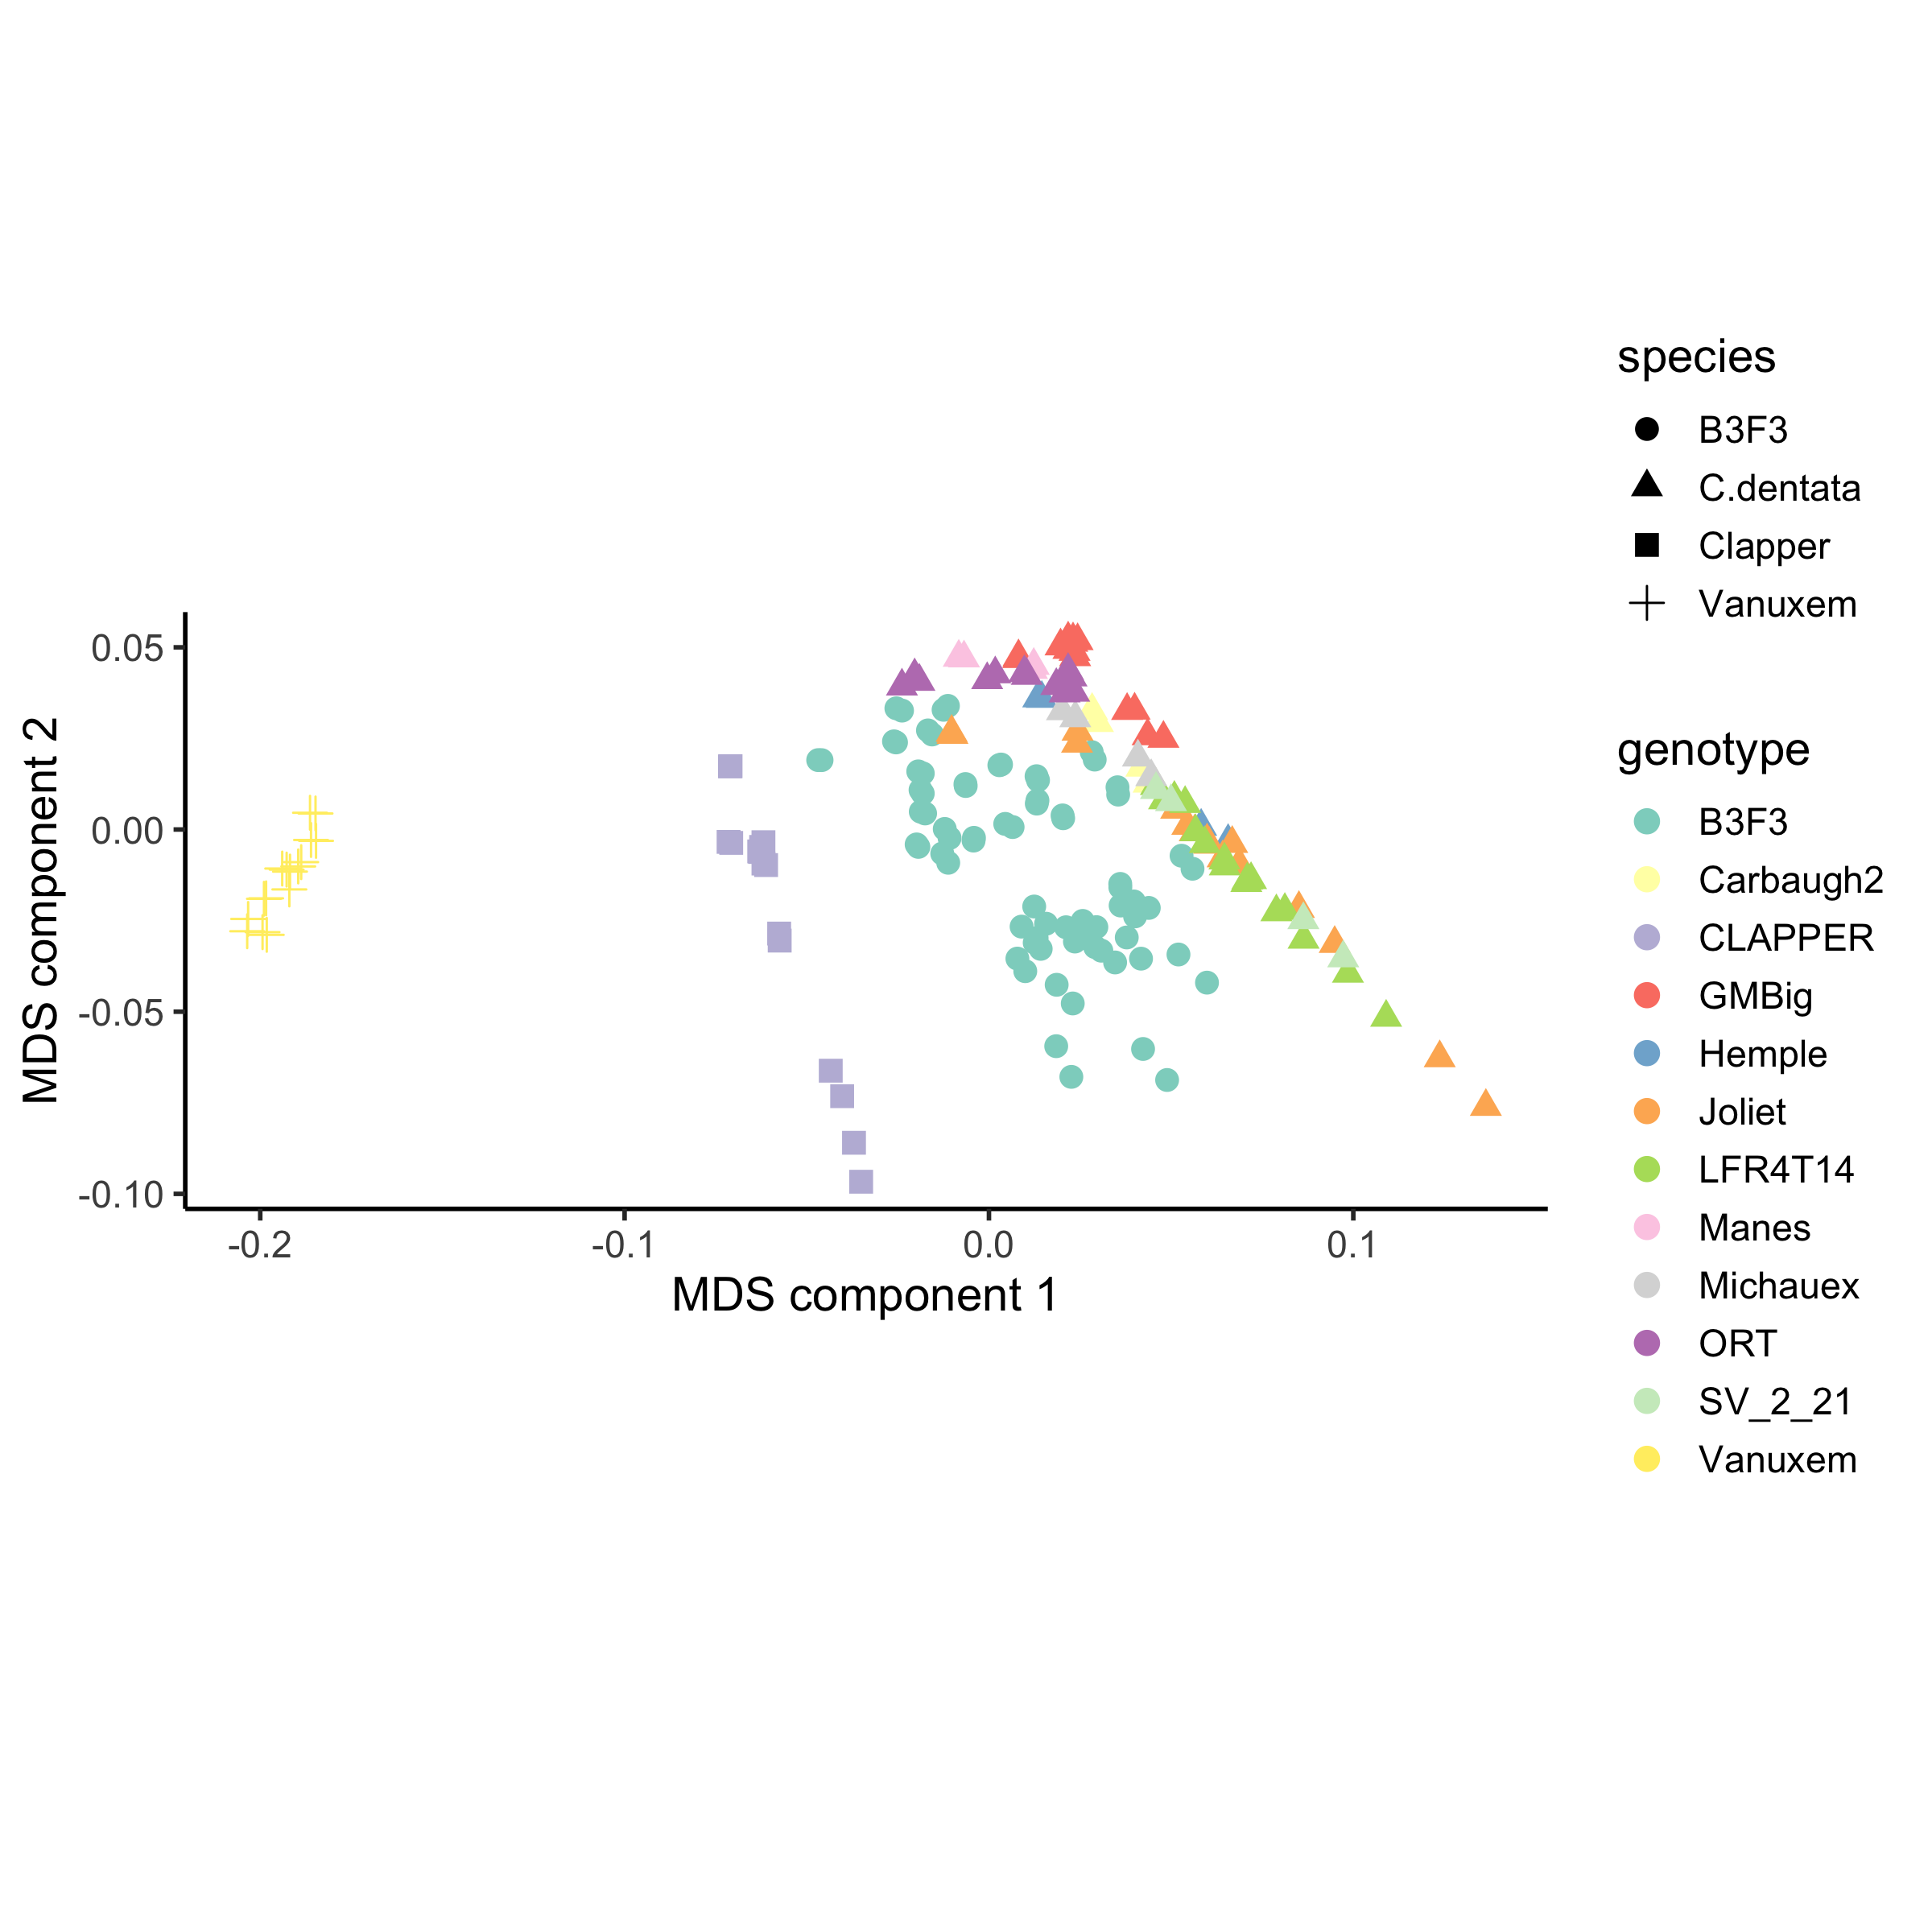 species
B3F3
C.dentata
Clapper
Vanuxem
genotype
B3F3
Carbaugh2
CLAPPER
GMBig
Hemple
Joliet
LFR4T14
Manes
Michauex
ORT
SV_2_21
Vanuxem
MDS component 2
0.05
0.00
-0.05
-0.10
-0.2
-0.1
0.0
0.1
MDS component 1